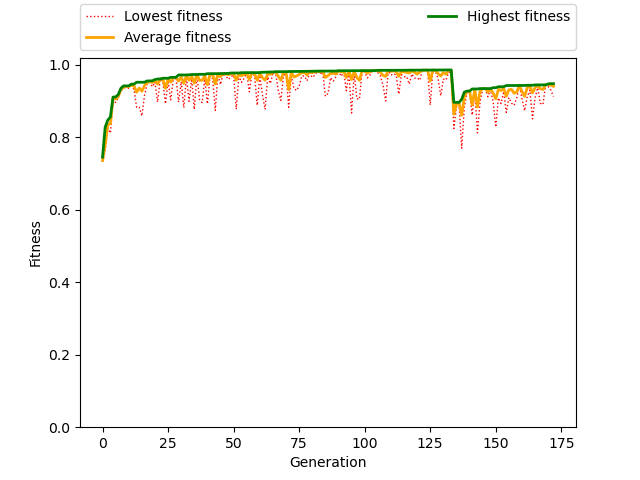 Lowest fitness
Average fitness
Highest fitness
1.0
0.8
0.6
0.4
0.2
0.0
Fitness
0 25 50 75 100 125 150 175
Generation